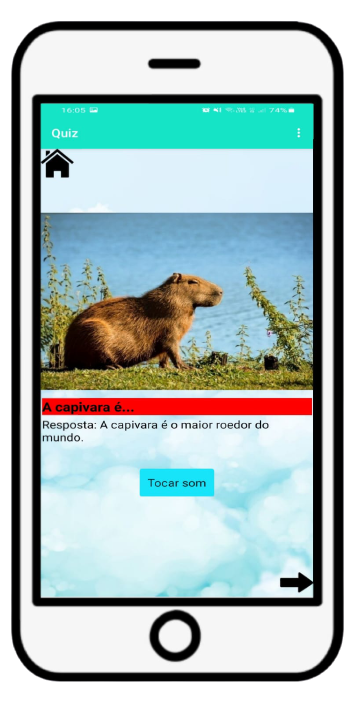 16:05 74%
Quiz
A capivara é...
Resposta: A capivara é o maior roedor do
mundo.
Tocar som